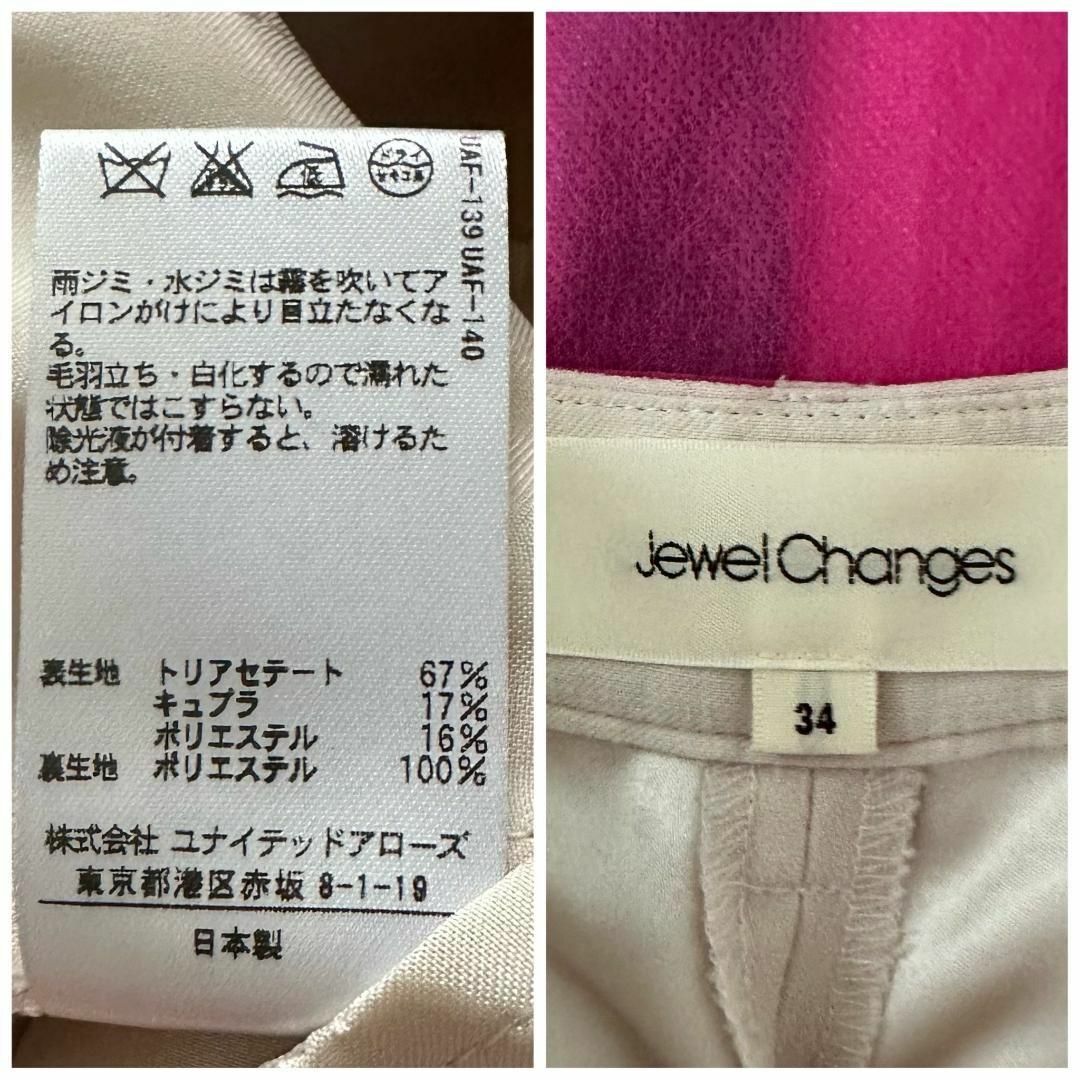 低
ドライ
セキユ系
UAF-139 UAF-140
雨ジミ・水ジミは霧を吹いてア
イロンがけにより目立たなくな
る。
毛羽立ち・白化するので濡れた
状態ではこすらない。
除光液が付着すると、溶けるた
め注意。
表生地 トリアセテート 67%
キュプラ 17%
ポリエステル 16%
裏生地 ポリエステル 100%
株式会社 ユナイテッドアローズ
東京都港区赤坂 8-1-19
日本製
Jewel Changes
34